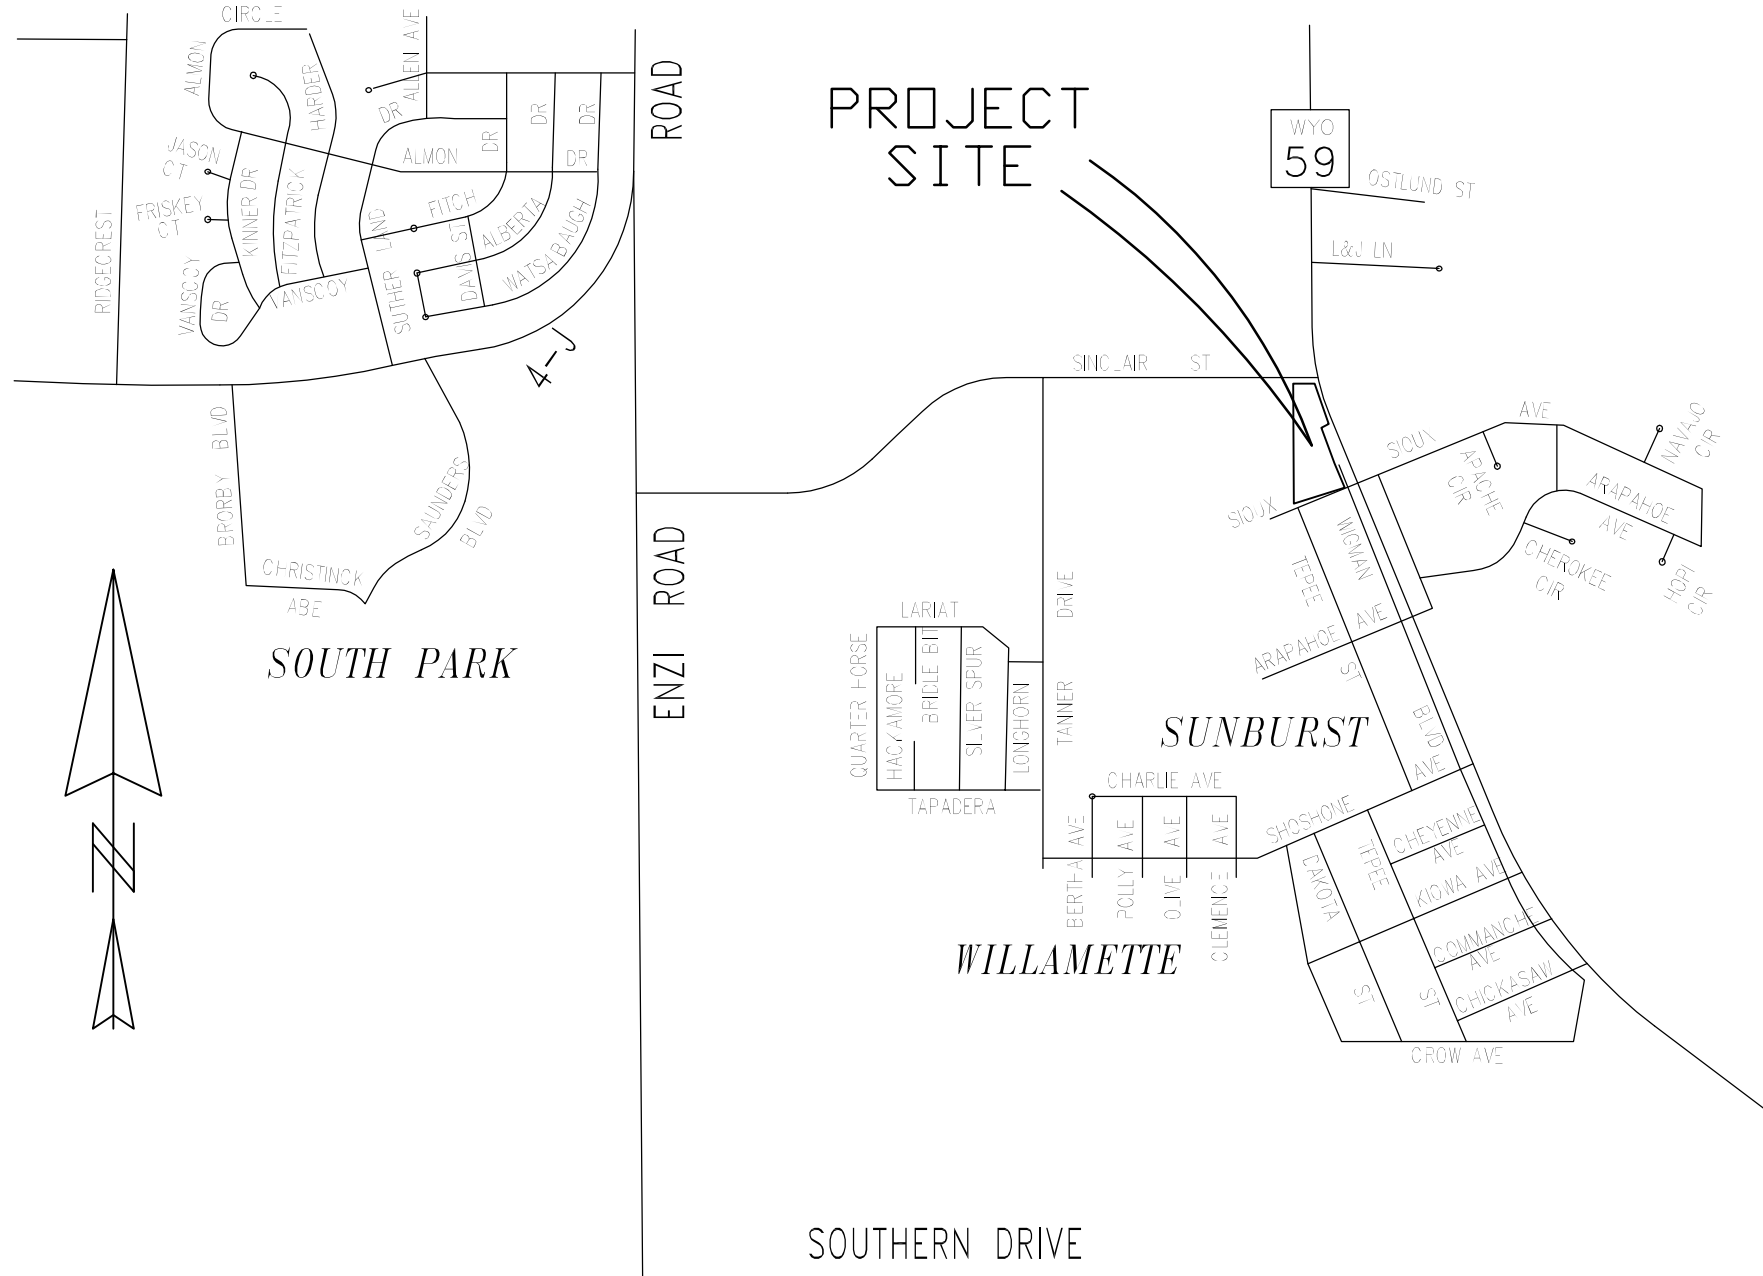 CIRCLE
ALMON
HARDER
ALLEN AVE
DR
ALMON
DR
DR
DR
DR
ROAD
JASON
CT
FRISKEY
CT
KINNER DR
FITZPATRICK
VANSCOY
DR
VANSCOY
RIDGECREST
SUTHER LAND
FITCH
DAVIS ST
ALBERTA
WATSABAUGH
4-J
PROJECT
SITE
WYO
59
OSTLUND ST
L&J LN
SINCLAIR ST
BRORBY BLVD
SAUNDERS
BLVD
CHRISTINCK
ABE
SOUTH PARK
ENZI ROAD
N
SIOUX
SIOUX
AVE
APACHE
CIR
NAVAJO
CIR
ARAPAHOE
AVE
CHEROKEE
CIR
HOPI
CIR
WIGMAN
BLVD
TEPEE
ST
ARAPAHOE AVE
TANNER DRIVE
LARIAT
QUARTER HORSE
HACKAMORE
BRIDLE BIT
SILVER SPUR
LONGHORN
TAPADERA
SUNBURST
CHARLIE AVE
BERTHA AVE
POLLY AVE
OLIVE AVE
CLEMENCE AVE
WILLAMETTE
SHOSHONE AVE
DAKOTA
ST
TEPEE
ST
CHEYENNE
AVE
KIOWA AVE
COMMANCHE
AVE
CHICKASAW
AVE
CROW AVE
SOUTHERN DRIVE